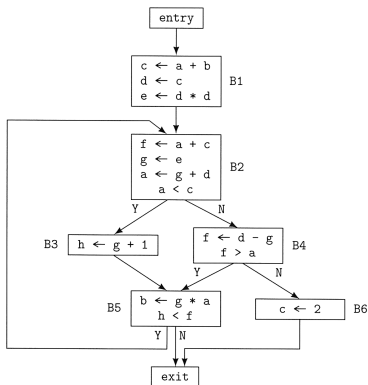 entry
c ← a + b
d ← c
e ← d * d
B1
f ← a + c
g ← e
a ← g + d
a < c
B2
Y
N
B3
h ← g + 1
f ← d - g
f > a
B4
Y
N
B5
b ← g * a
h < f
c ← 2
B6
Y
N
exit